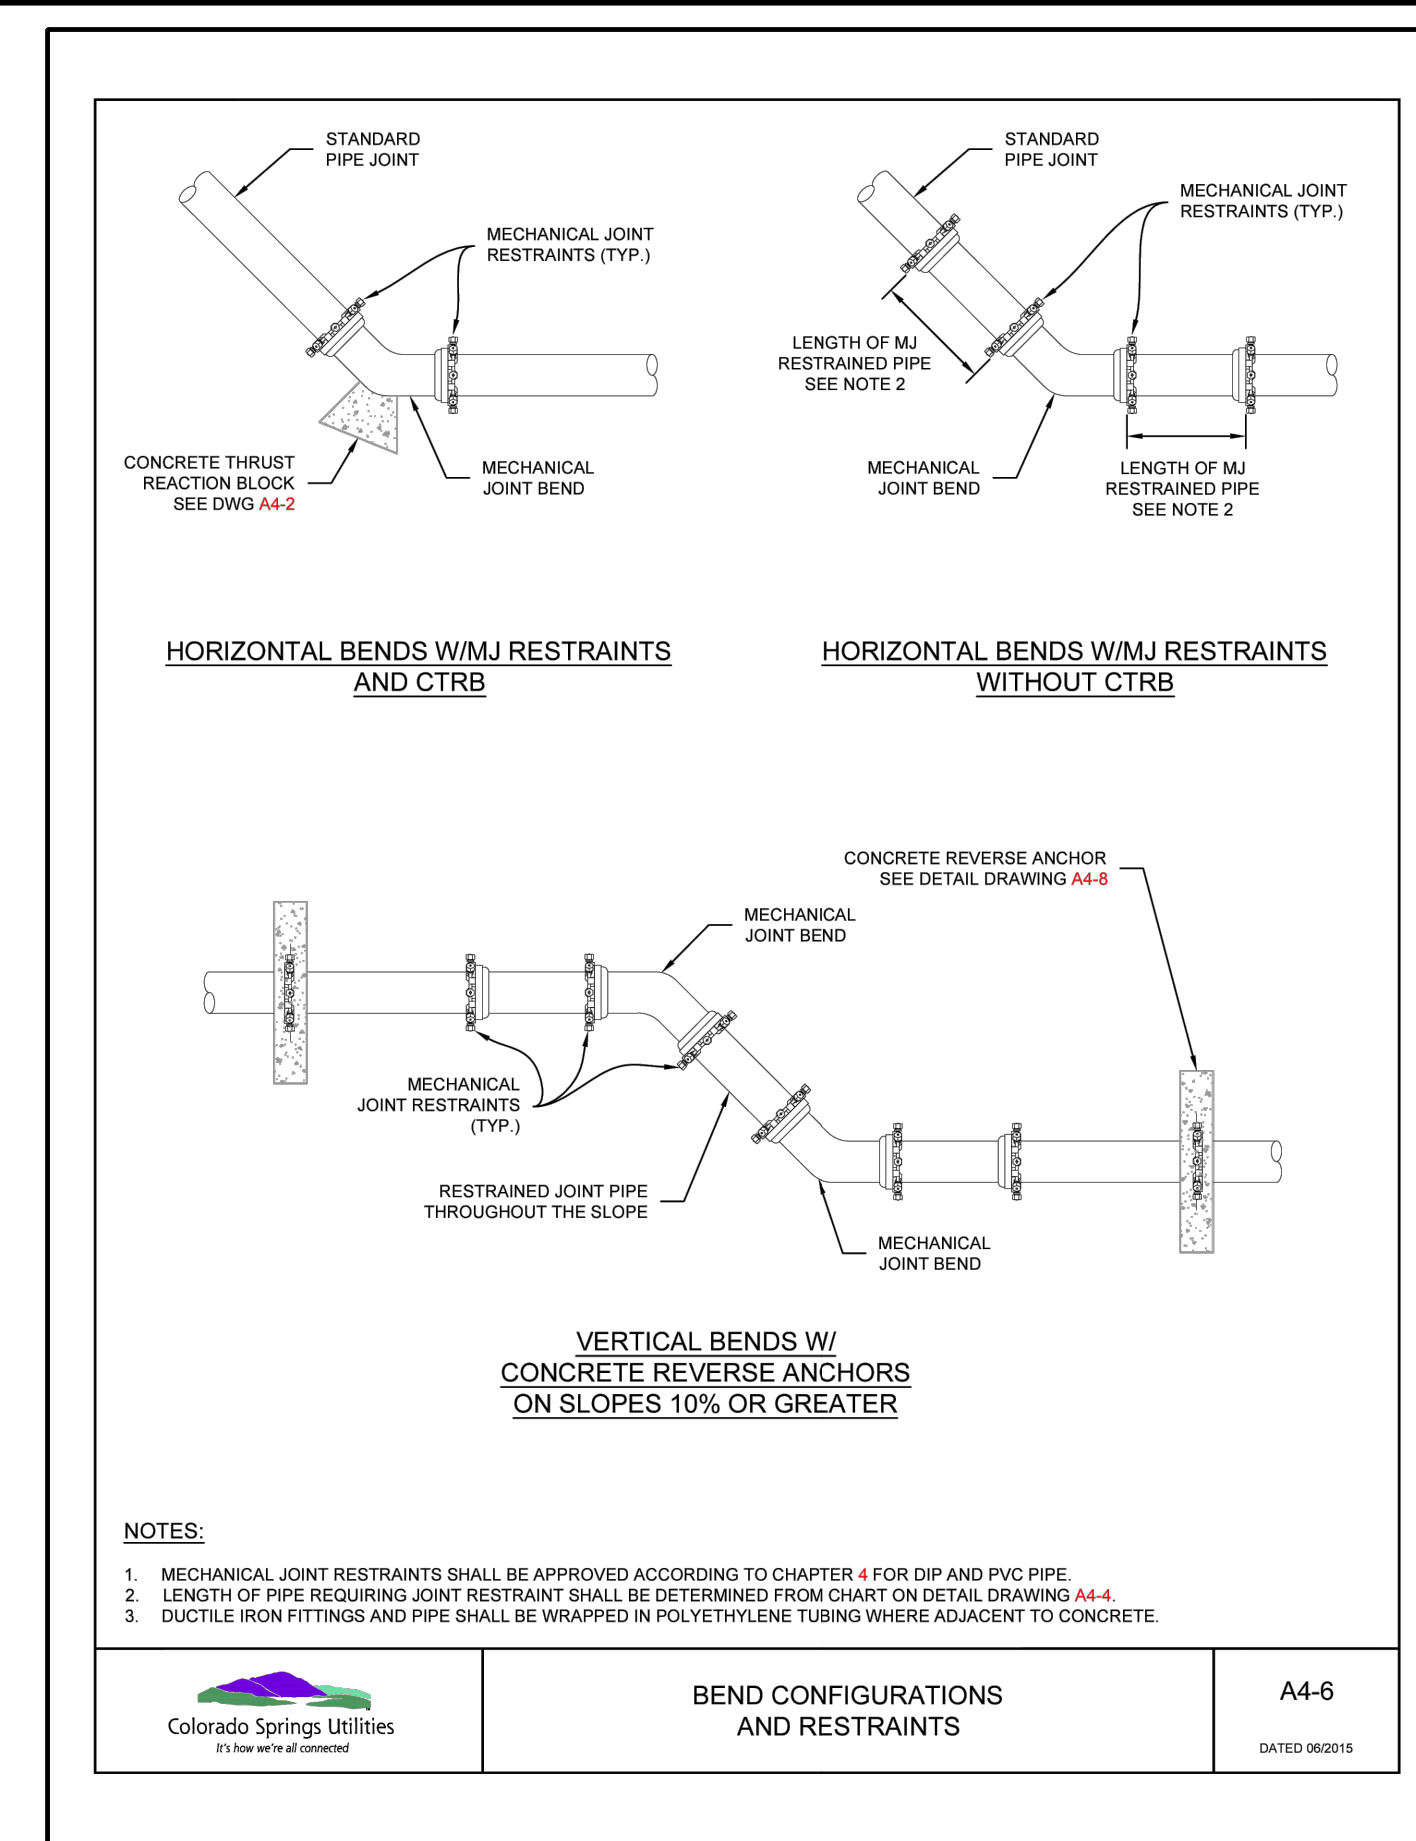 STANDARD
PIPE JOINT
MECHANICAL JOINT
RESTRAINTS (TYP.)
CONCRETE THRUST
REACTION BLOCK
SEE DWG A4-2
MECHANICAL
JOINT BEND
HORIZONTAL BENDS W/MJ RESTRAINTS
AND CTRB
STANDARD
PIPE JOINT
MECHANICAL JOINT
RESTRAINTS (TYP.)
LENGTH OF MJ
RESTRAINED PIPE
SEE NOTE 2
MECHANICAL
JOINT BEND
LENGTH OF MJ
RESTRAINED PIPE
SEE NOTE 2
HORIZONTAL BENDS W/MJ RESTRAINTS
WITHOUT CTRB
CONCRETE REVERSE ANCHOR
SEE DETAIL DRAWING A4-8
MECHANICAL
JOINT BEND
MECHANICAL
JOINT RESTRAINTS
(TYP.)
RESTRAINED JOINT PIPE
THROUGHOUT THE SLOPE
MECHANICAL
JOINT BEND
VERTICAL BENDS W/
CONCRETE REVERSE ANCHORS
ON SLOPES 10% OR GREATER
NOTES:
1. MECHANICAL JOINT RESTRAINTS SHALL BE APPROVED ACCORDING TO CHAPTER 4 FOR DIP AND PVC PIPE.
2. LENGTH OF PIPE REQUIRING JOINT RESTRAINT SHALL BE DETERMINED FROM CHART ON DETAIL DRAWING A4-4.
3. DUCTILE IRON FITTINGS AND PIPE SHALL BE WRAPPED IN POLYETHYLENE TUBING WHERE ADJACENT TO CONCRETE.
Colorado Springs Utilities
It's how we're all connected
BEND CONFIGURATIONS
AND RESTRAINTS
A4-6
DATED 06/2015